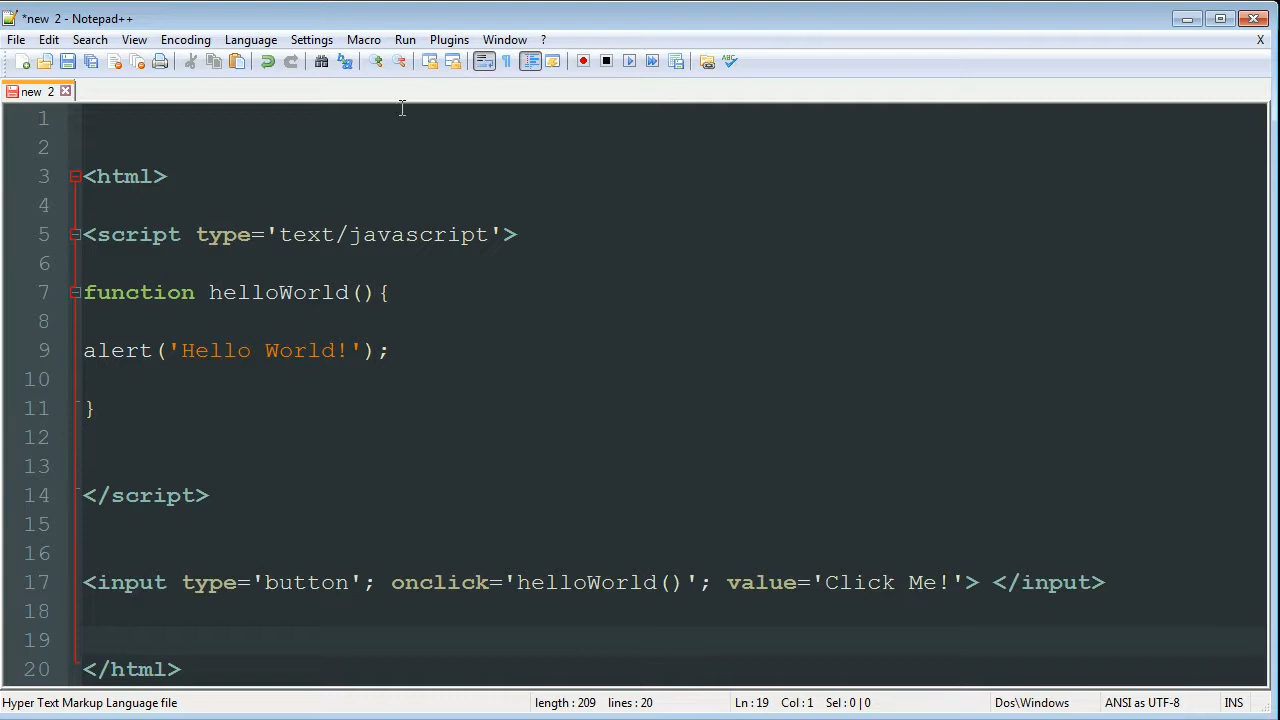 *new  2 - Notepad++
File Edit Search View Encoding Language Settings Macro Run Plugins Window ? X
new  2
1
2
3 <html>
4
5 <script type='text/javascript'>
6
7 function helloWorld(){
8
9 alert('Hello World!');
10
11 }
12
13
14 </script>
15
16
17 <input type='button'; onclick='helloWorld()'; value='Click Me!'> </input>
18
19
20 </html>
Hyper Text Markup Language file length : 209 lines : 20 Ln : 19 Col : 1 Sel : 0 | 0 Dos\Windows ANSI as UTF-8 INS